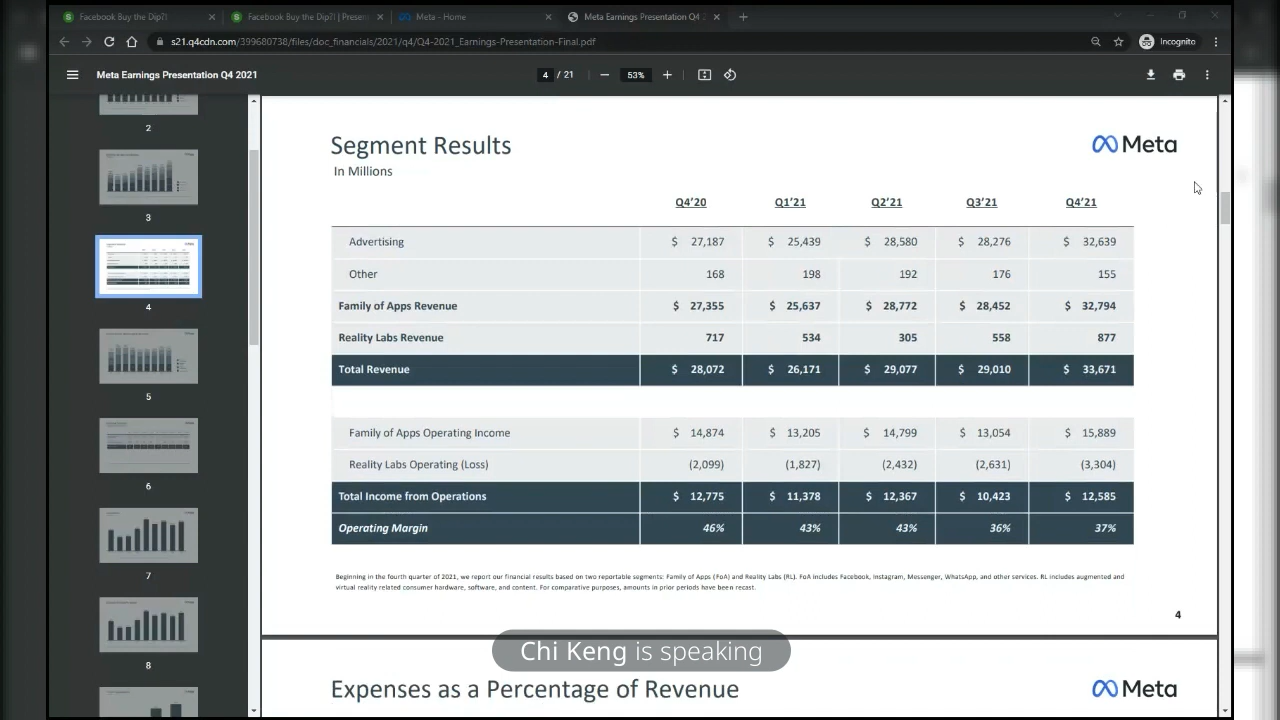 Facebook Buy the Dip?!
Facebook Buy the Dip?! | Presen
Meta - Home
Meta Earnings Presentation Q4
s21.q4cdn.com/399680738/files/doc_financials/2021/q4/Q4-2021_Earnings-Presentation-Final.pdf
Incognito
Meta Earnings Presentation Q4 2021
4 / 21
53%
2
3
4
5
6
7
8
Segment Results
Meta
In Millions
Q4'20 Q1'21 Q2'21 Q3'21 Q4'21
Advertising $ 27,187 $ 25,439 $ 28,580 $ 28,276 $ 32,639
Other 168 198 192 176 155
Family of Apps Revenue $ 27,355 $ 25,637 $ 28,772 $ 28,452 $ 32,794
Reality Labs Revenue 717 534 305 558 877
Total Revenue $ 28,072 $ 26,171 $ 29,077 $ 29,010 $ 33,671
Family of Apps Operating Income $ 14,874 $ 13,205 $ 14,799 $ 13,054 $ 15,889
Reality Labs Operating (Loss) (2,099) (1,827) (2,432) (2,631) (3,304)
Total Income from Operations $ 12,775 $ 11,378 $ 12,367 $ 10,423 $ 12,585
Operating Margin 46% 43% 43% 36% 37%
Beginning in the fourth quarter of 2021, we report our financial results based on two reportable segments: Family of Apps (FoA) and Reality Labs (RL). FoA includes Facebook, Instagram, Messenger, WhatsApp, and other services. RL includes augmented and
virtual reality related consumer hardware, software, and content. For comparative purposes, amounts in prior periods have been recast.
4
Chi Keng is speaking
Expenses as a Percentage of Revenue
Meta